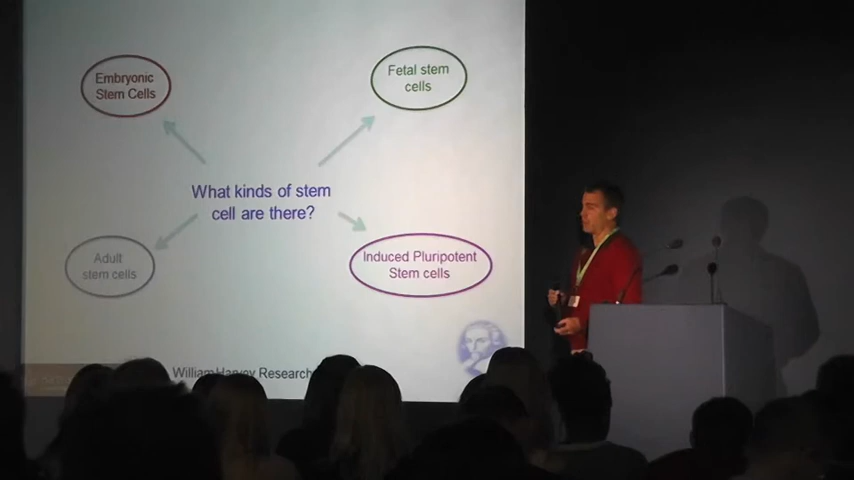 Embryonic
Stem Cells
Fetal stem
cells
What kinds of stem
cell are there?
Adult
stem cells
Induced Pluripotent
Stem cells
William Harvey Research